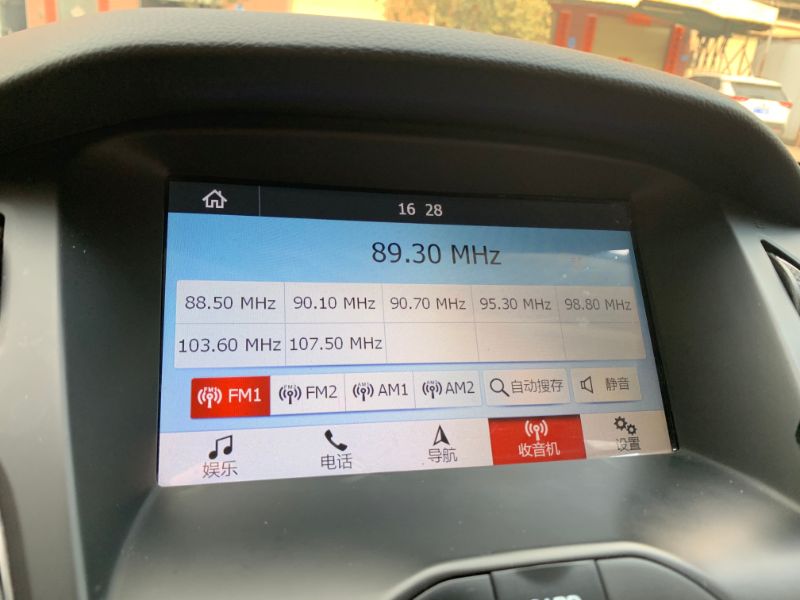 16 28
89.30 MHz
88.50 MHz 90.10 MHz 90.70 MHz 95.30 MHz 98.80 MHz
103.60 MHz 107.50 MHz
FM1 FM2 AM1 AM2 自动搜存 静音
娱乐 电话 导航 收音机 设置